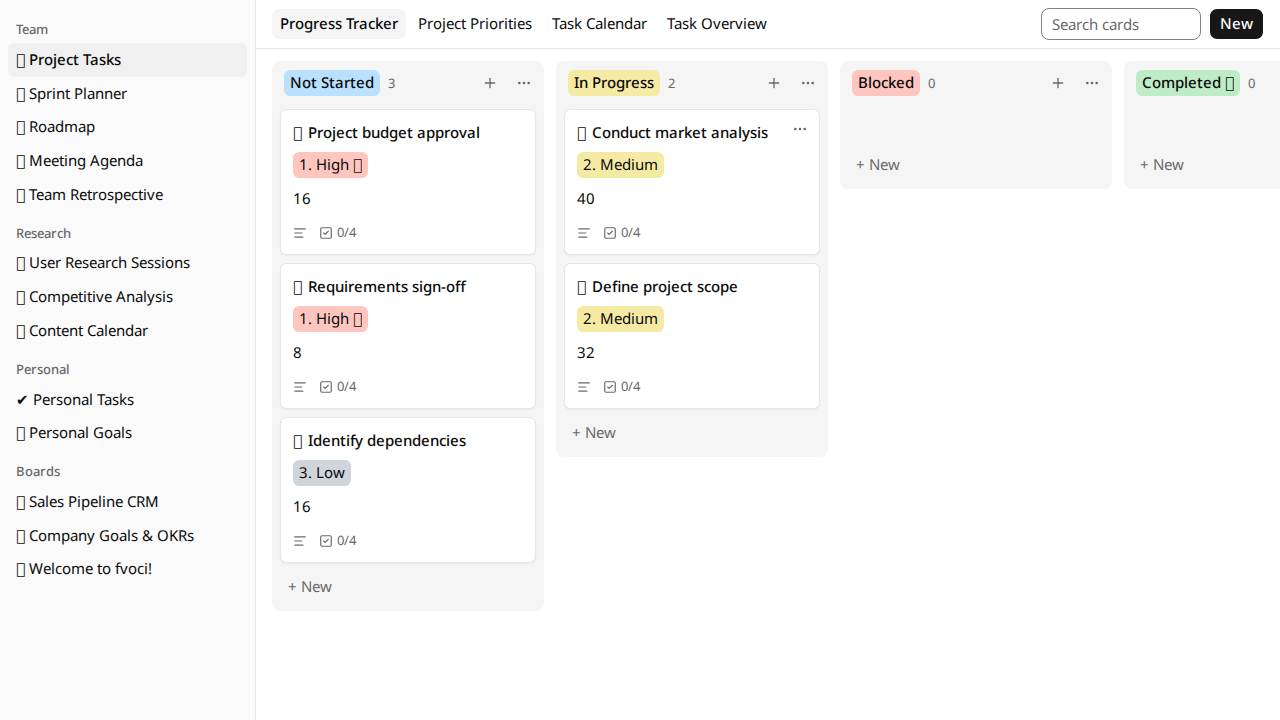 Team
Project Tasks
Sprint Planner
Roadmap
Meeting Agenda
Team Retrospective
Research
User Research Sessions
Competitive Analysis
Content Calendar
Personal
✔ Personal Tasks
Personal Goals
Boards
Sales Pipeline CRM
Company Goals & OKRs
Welcome to fvoci!
Progress Tracker Project Priorities Task Calendar Task Overview Search cards New
Not Started 3
Project budget approval
1. High
16
0/4
Requirements sign-off
1. High
8
0/4
Identify dependencies
3. Low
16
0/4
+ New
In Progress 2
Conduct market analysis
2. Medium
40
0/4
Define project scope
2. Medium
32
0/4
+ New
Blocked 0
+ New
Completed 0
+ New